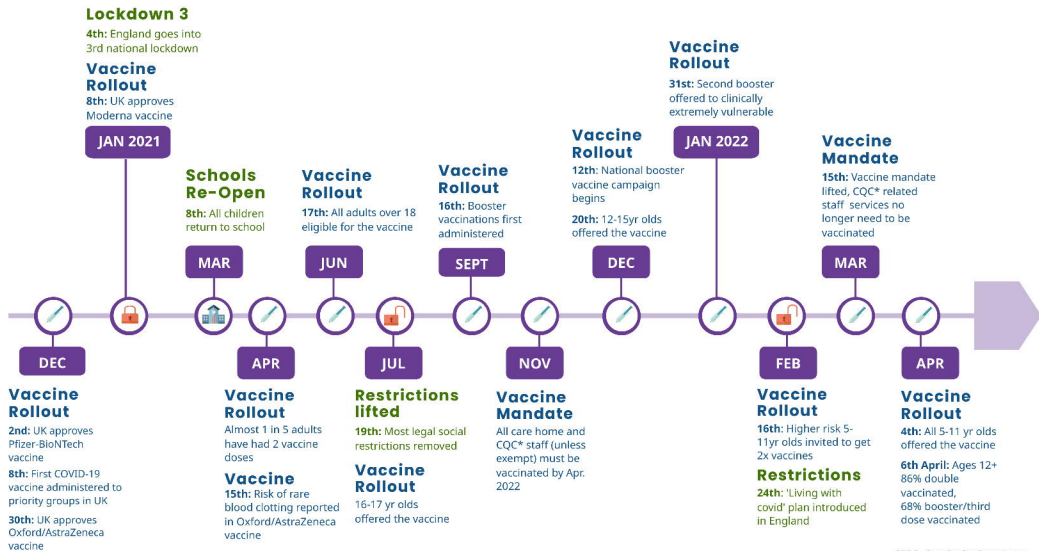 Lockdown 3
4th: England goes into
3rd national lockdown
Vaccine
Rollout
8th: UK approves
Moderna vaccine
JAN 2021
Schools
Re-Open
8th: All children
return to school
MAR
Vaccine
Rollout
17th: All adults over 18
eligible for the vaccine
JUN
Vaccine
Rollout
16th: Booster
vaccinations first
administered
SEPT
Vaccine
Rollout
12th: National booster
vaccine campaign
begins
20th: 12-15yr olds
offered the vaccine
DEC
Vaccine
Rollout
31st: Second booster
offered to clinically
extremely vulnerable
JAN 2022
Vaccine
Mandate
15th: Vaccine mandate
lifted, CQC* related
staff services no
longer need to be
vaccinated
MAR
DEC
Vaccine
Rollout
2nd: UK approves
Pfizer-BioNTech
vaccine
8th: First COVID-19
vaccine administered to
priority groups in UK
30th: UK approves
Oxford/AstraZeneca
vaccine
APR
Vaccine
Rollout
Almost 1 in 5 adults
have had 2 vaccine
doses
Vaccine
15th: Risk of rare
blood clotting reported
in Oxford/AstraZeneca
vaccine
JUL
Restrictions
lifted
19th: Most legal social
restrictions removed
Vaccine
Rollout
16-17 yr olds
offered the vaccine
NOV
Vaccine
Mandate
All care home and
CQC* staff (unless
exempt) must be
vaccinated by Apr.
2022
FEB
Vaccine
Rollout
16th: Higher risk 5-
11yr olds invited to get
2x vaccines
Restrictions
24th: 'Living with
covid' plan introduced
in England
APR
Vaccine
Rollout
4th: All 5-11 yr olds
offered the vaccine
6th April: Ages 12+
86% double
vaccinated,
68% booster/third
dose vaccinated